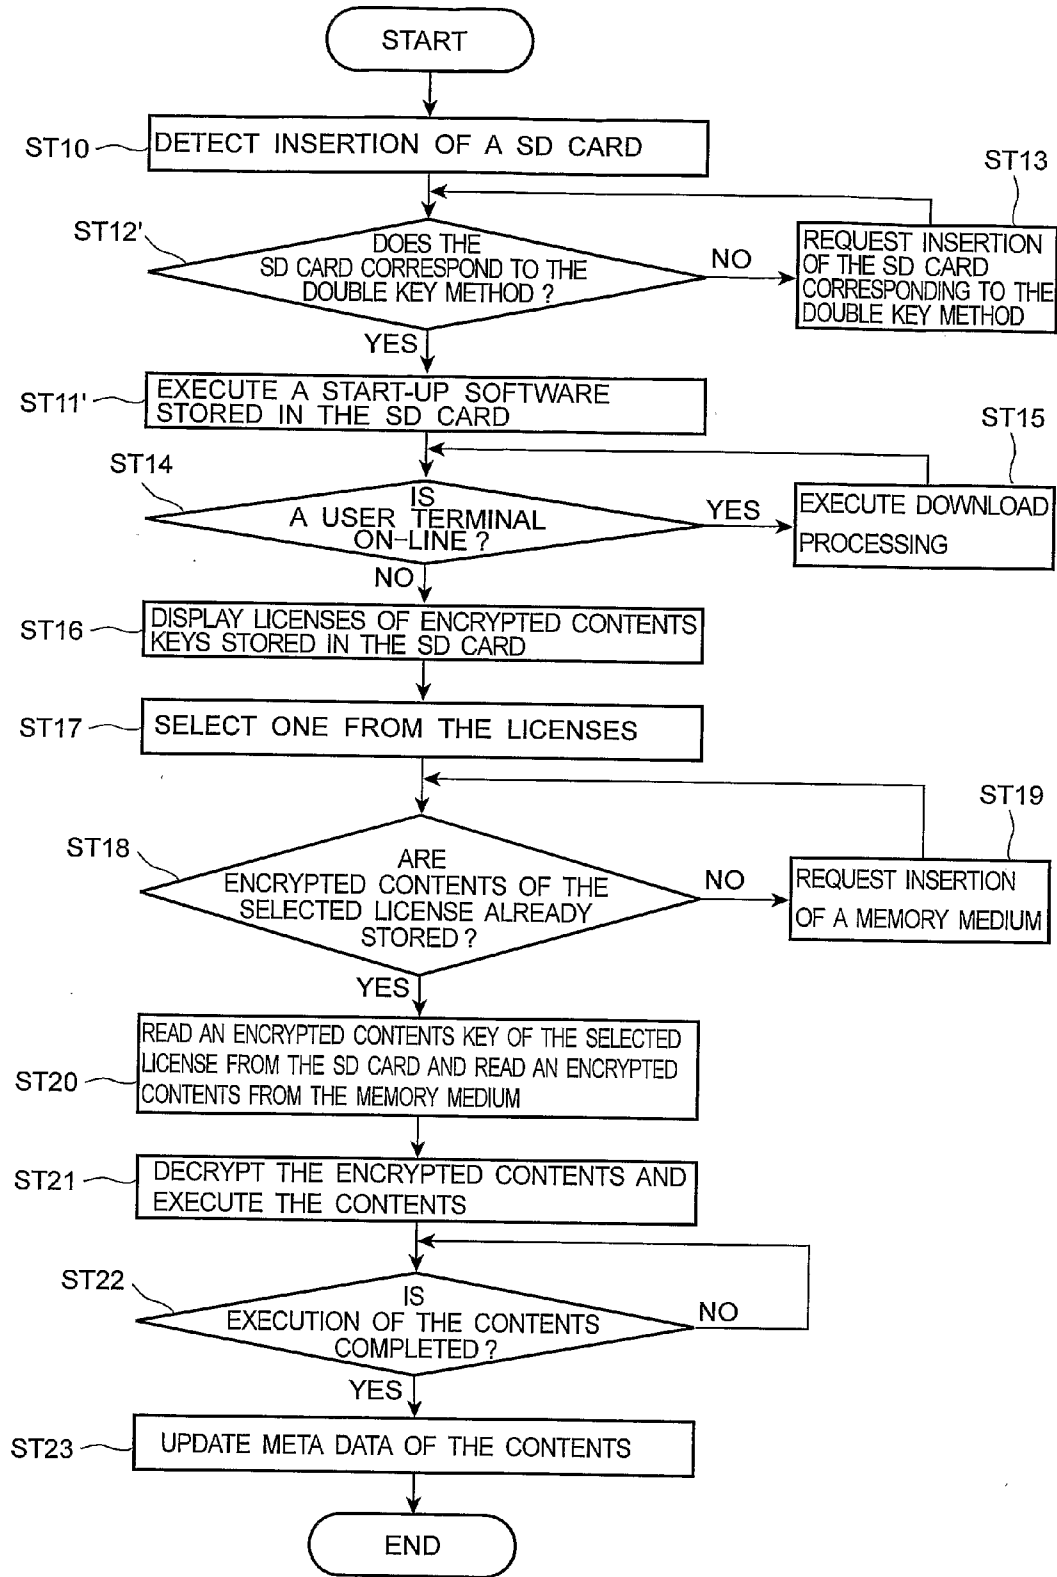 START
ST10
DETECT INSERTION OF A SD CARD
ST13
ST12'
DOES THE
SD CARD CORRESPOND TO THE
DOUBLE KEY METHOD ?
NO
REQUEST INSERTION
OF THE SD CARD
CORRESPONDING TO THE
DOUBLE KEY METHOD
YES
ST11'
EXECUTE A START-UP SOFTWARE
STORED IN THE SD CARD
ST15
ST14
IS
A USER TERMINAL
ON-LINE ?
YES
EXECUTE DOWNLOAD
PROCESSING
NO
ST16
DISPLAY LICENSES OF ENCRYPTED CONTENTS
KEYS STORED IN THE SD CARD
ST17
SELECT ONE FROM THE LICENSES
ST19
ST18
ARE
ENCRYPTED CONTENTS OF THE
SELECTED LICENSE ALREADY
STORED ?
NO
REQUEST INSERTION
OF A MEMORY MEDIUM
YES
ST20
READ AN ENCRYPTED CONTENTS KEY OF THE SELECTED
LICENSE FROM THE SD CARD AND READ AN ENCRYPTED
CONTENTS FROM THE MEMORY MEDIUM
ST21
DECRYPT THE ENCRYPTED CONTENTS AND
EXECUTE THE CONTENTS
ST22
IS
EXECUTION OF THE CONTENTS
COMPLETED ?
NO
YES
ST23
UPDATE META DATA OF THE CONTENTS
END